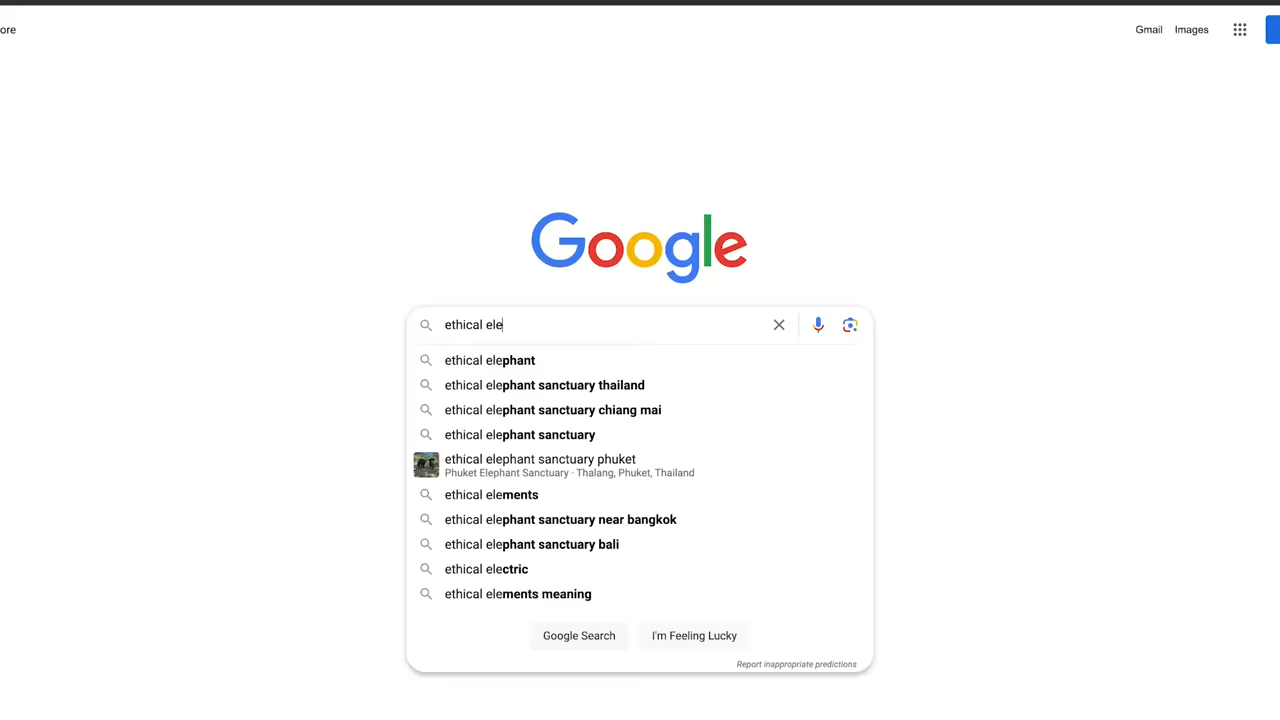 ore
Gmail Images
Google
ethical ele
ethical elephant
ethical elephant sanctuary thailand
ethical elephant sanctuary chiang mai
ethical elephant sanctuary
ethical elephant sanctuary phuket
Phuket Elephant Sanctuary · Thalang, Phuket, Thailand
ethical elements
ethical elephant sanctuary near bangkok
ethical elephant sanctuary bali
ethical electric
ethical elements meaning
Google Search I'm Feeling Lucky
Report inappropriate predictions